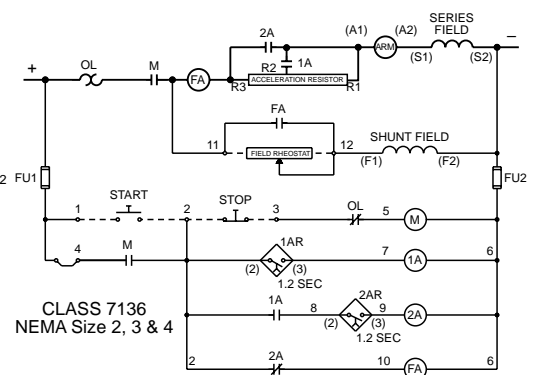 SERIES
FIELD
2A
(A1)
(A2)
+
OL
M
FA
R2
1A
ARM
(S1)
(S2)
–
R3
ACCELERATION RESISTOR
R1
FA
11
FIELD RHEOSTAT
12
SHUNT FIELD
(F1)
(F2)
2
FU1
FU2
START
STOP
1
2
3
OL
5
M
4
M
1AR
(2)
(3)
1.2 SEC
7
1A
6
CLASS 7136
NEMA Size 2, 3 & 4
1A
8
2AR
(2)
(3)
1.2 SEC
9
2A
2
2A
10
FA
6